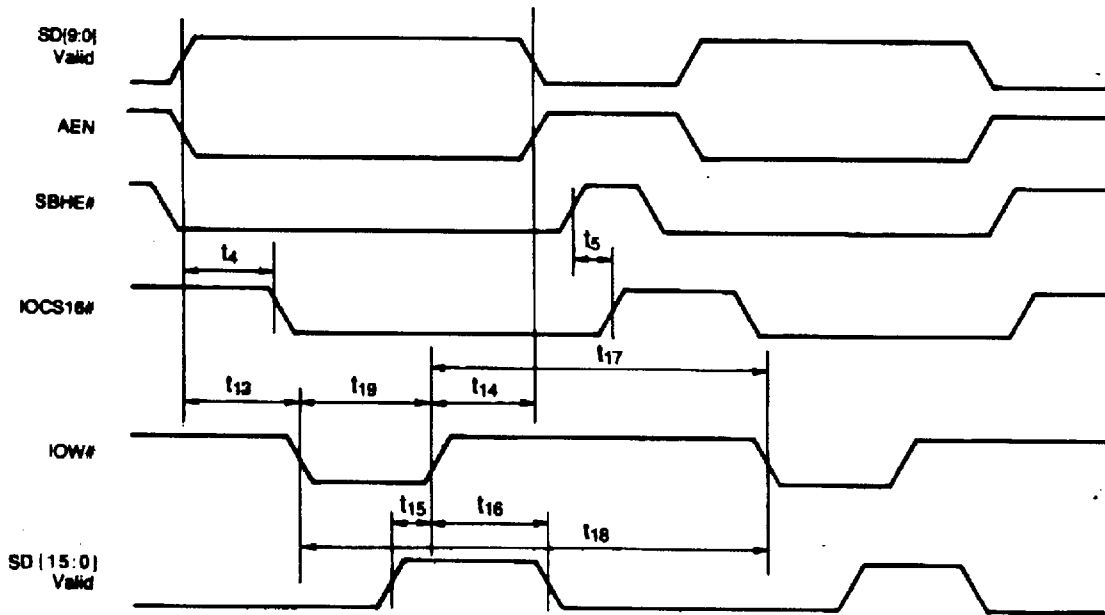 SD[9:0]
Valid
AEN
SBHE#
t4
t5
IOCS16#
t17
t13
t19
t14
IOW#
t15
t16
t18
SD [15:0]
Valid